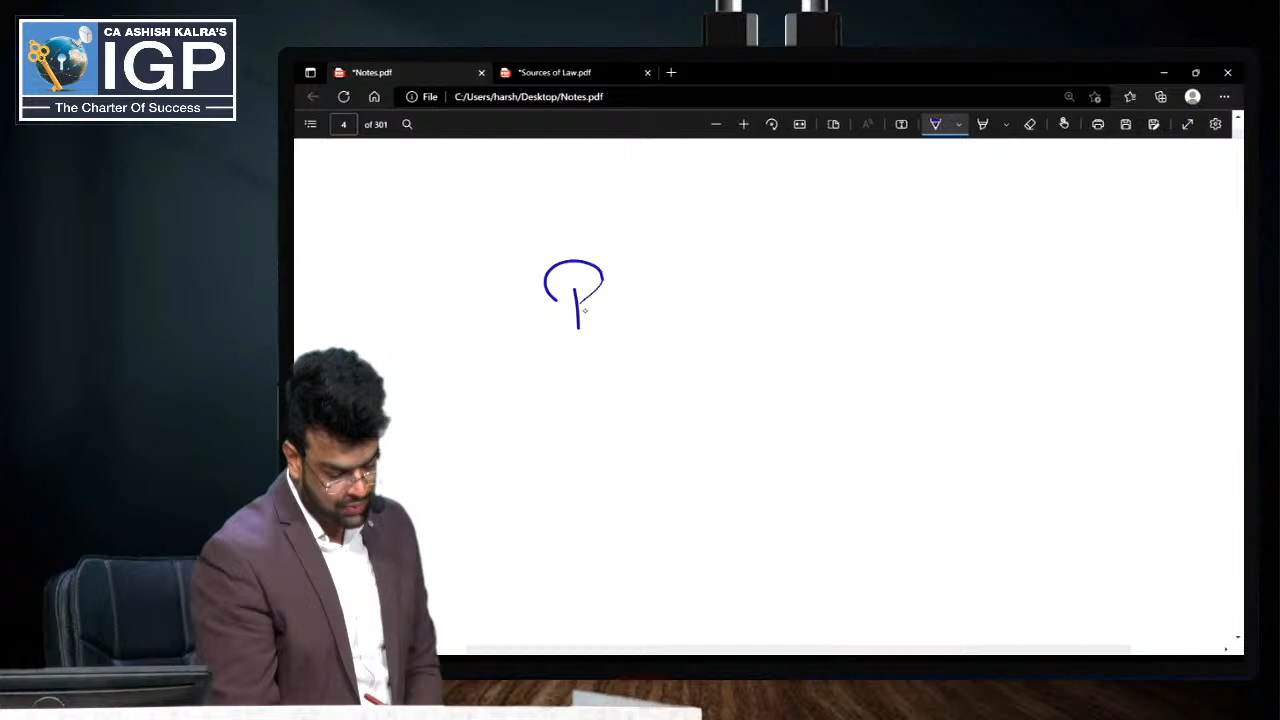 CA ASHISH KALRA'S
IGP
The Charter Of Success
*Notes.pdf
*Sources of Law.pdf
File C:/Users/harsh/Desktop/Notes.pdf
4 of 301